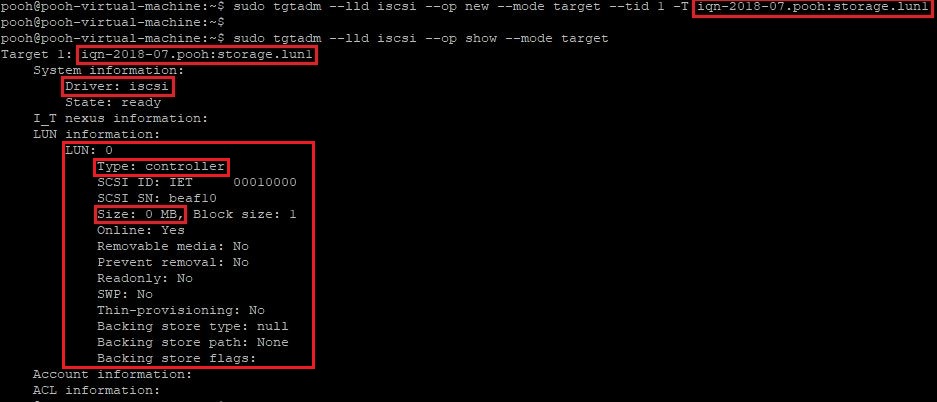 pooh@pooh-virtual-machine:~$ sudo tgtadm --lld iscsi --op new --mode target --tid 1 -T iqn-2018-07.pooh:storage.lun1
pooh@pooh-virtual-machine:~$
pooh@pooh-virtual-machine:~$ sudo tgtadm --lld iscsi --op show --mode target
Target 1: iqn-2018-07.pooh:storage.lun1
System information:
Driver: iscsi
State: ready
I_T nexus information:
LUN information:
LUN: 0
Type: controller
SCSI ID: IET     00010000
SCSI SN: beaf10
Size: 0 MB, Block size: 1
Online: Yes
Removable media: No
Prevent removal: No
Readonly: No
SWP: No
Thin-provisioning: No
Backing store type: null
Backing store path: None
Backing store flags:
Account information:
ACL information: